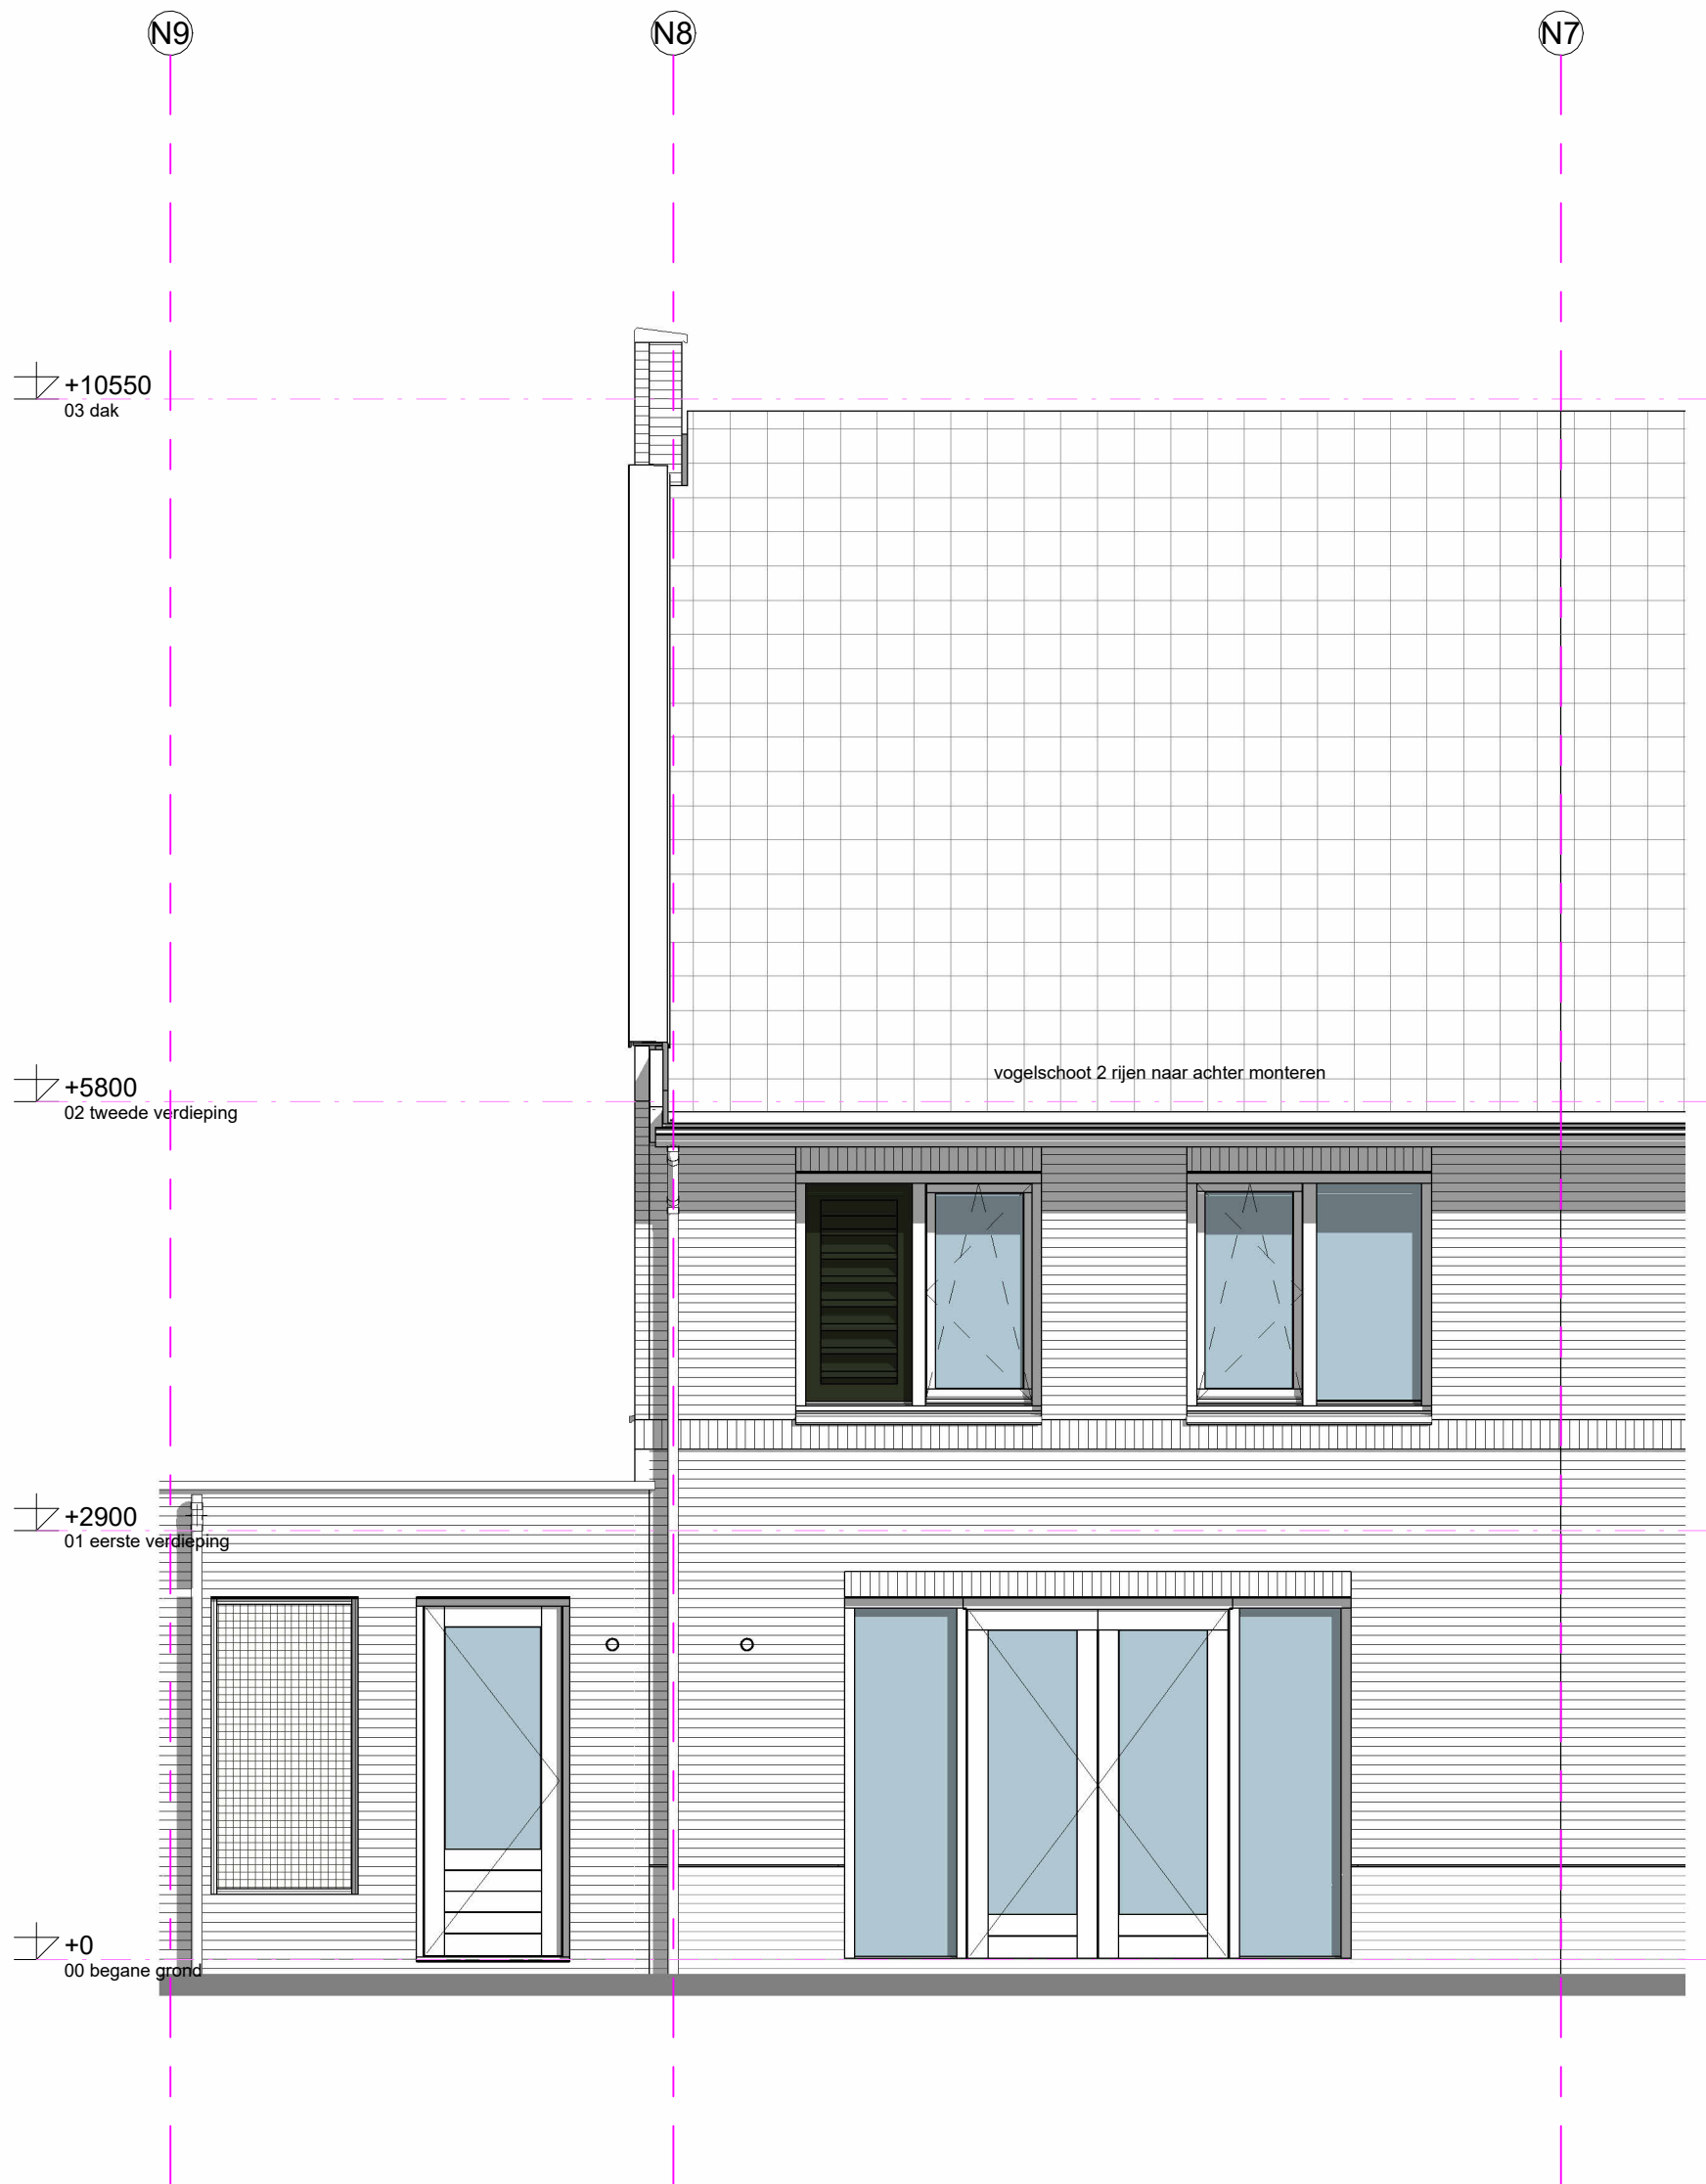 N9 N8 N7
+10550
03 dak
vogelschoot 2 rijen naar achter monteren
+5800
02 tweede verdieping
+2900
01 eerste verdieping
+0
00 begane grond